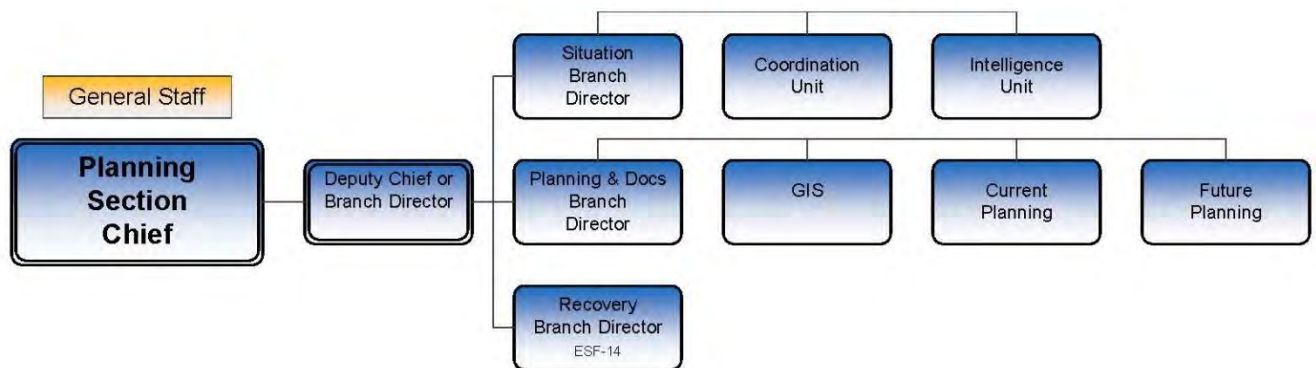 General Staff
Planning
Section
Chief
Deputy Chief or
Branch Director
Situation
Branch
Director
Coordination
Unit
Intelligence
Unit
Planning & Docs
Branch
Director
GIS
Current
Planning
Future
Planning
Recovery
Branch Director
ESF-14